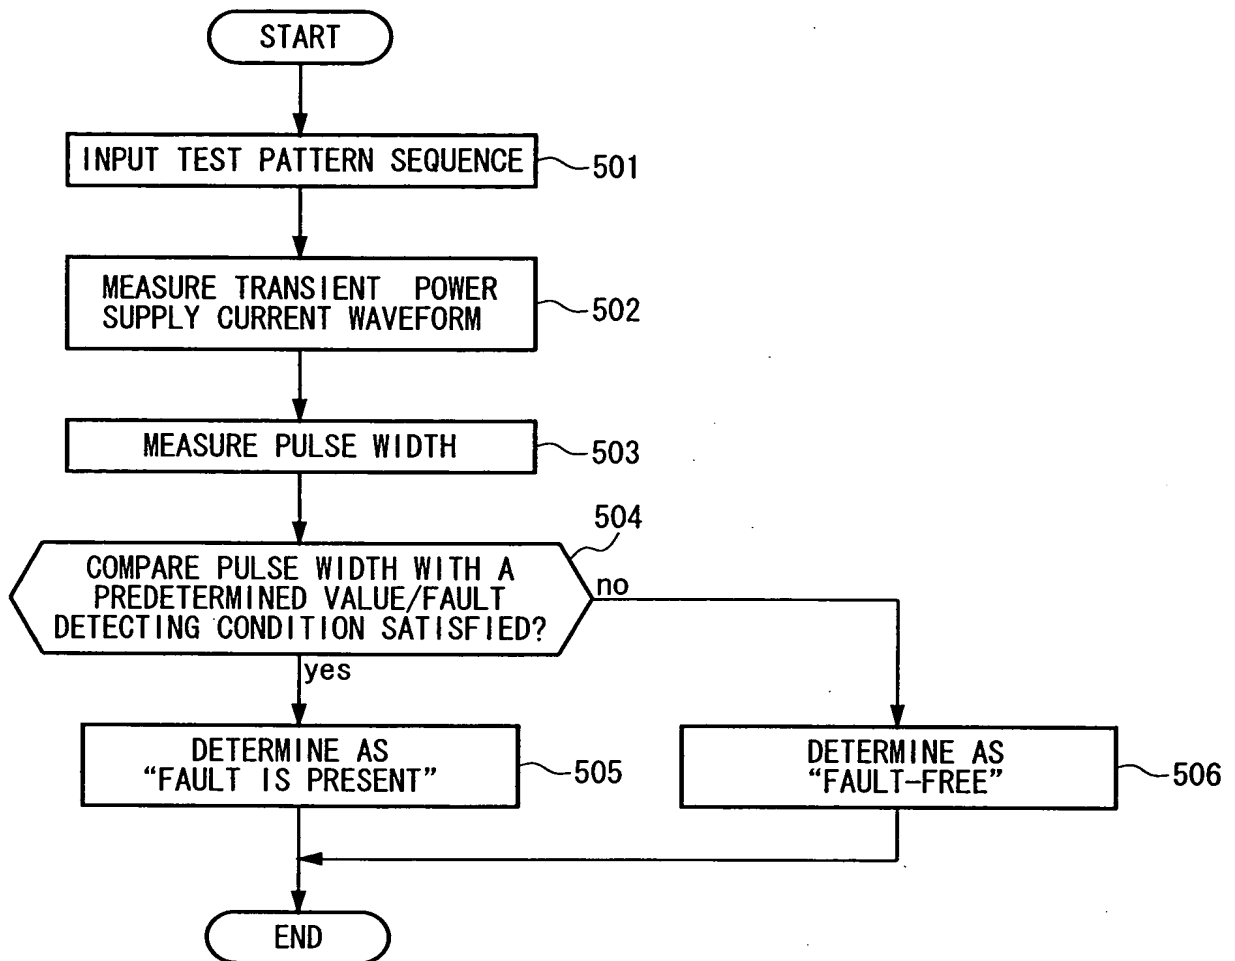 START
INPUT TEST PATTERN SEQUENCE
501
MEASURE TRANSIENT POWER
SUPPLY CURRENT WAVEFORM
502
MEASURE PULSE WIDTH
503
504
COMPARE PULSE WIDTH WITH A
PREDETERMINED VALUE/FAULT
DETECTING CONDITION SATISFIED?
no
yes
DETERMINE AS
“FAULT IS PRESENT”
505
DETERMINE AS
“FAULT-FREE”
506
END